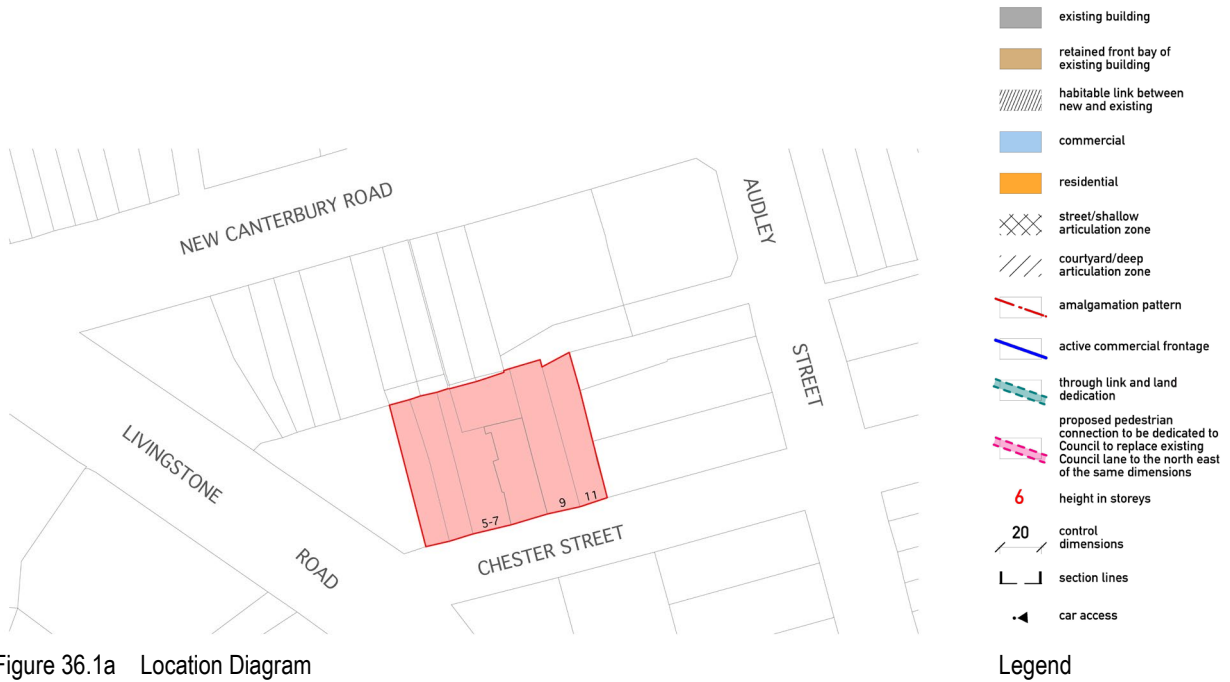 existing building
retained front bay of
existing building
habitable link between
new and existing
commercial
residential
street/shallow
articulation zone
courtyard/deep
articulation zone
amalgamation pattern
active commercial frontage
through link and land
dedication
proposed pedestrian
connection to be dedicated to
Council to replace existing
Council lane to the north east
of the same dimensions
6 height in storeys
20 control
dimensions
section lines
car access
NEW CANTERBURY ROAD
AUDLEY
STREET
LIVINGSTONE
ROAD
5-7
9
11
CHESTER STREET
Figure 36.1a Location Diagram
Legend